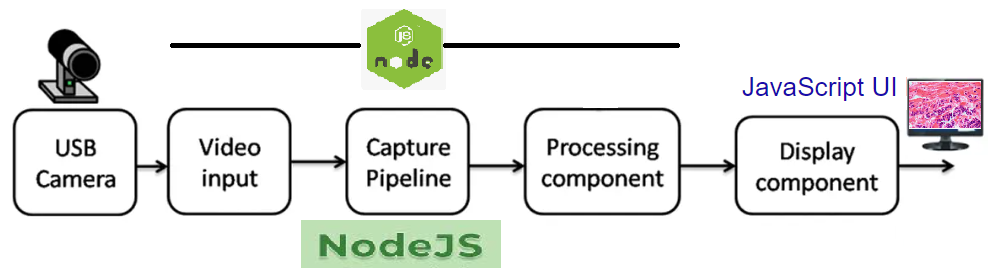 JS
node
JavaScript UI
USB
Camera
Video
input
Capture
Pipeline
Processing
component
Display
component
NodeJS